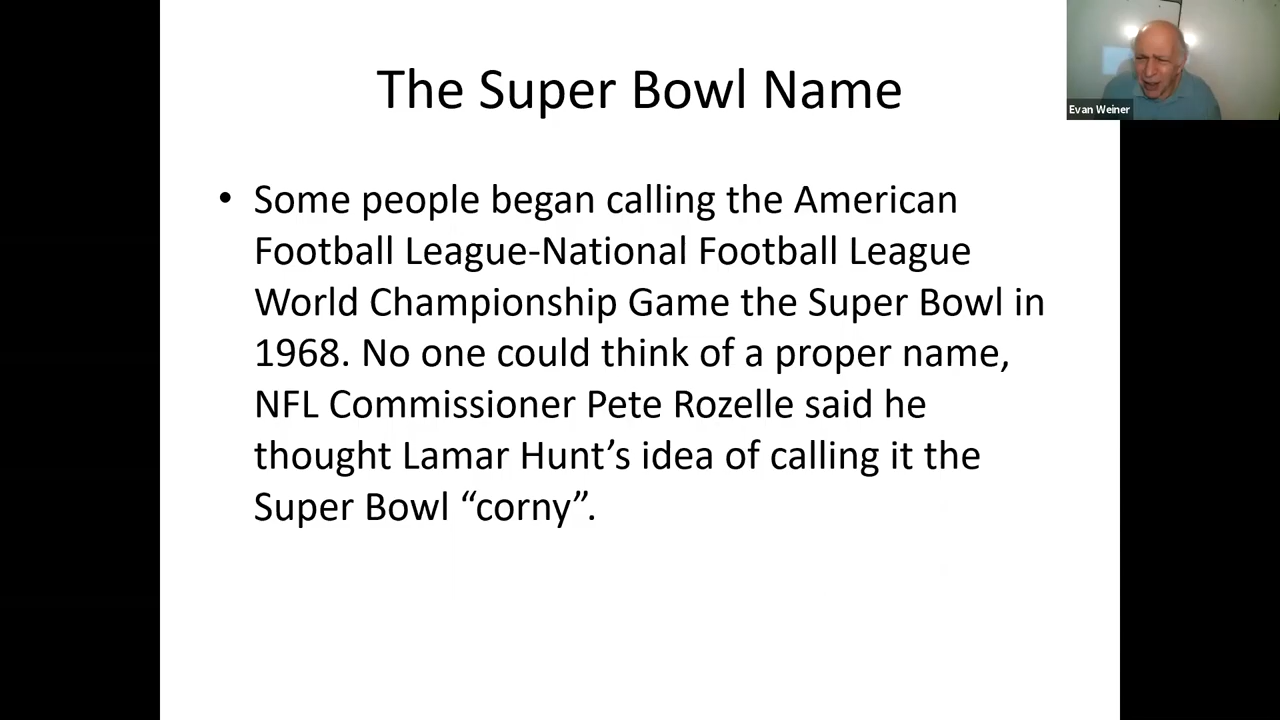 The Super Bowl Name
Evan Weiner
• Some people began calling the American
Football League-National Football League
World Championship Game the Super Bowl in
1968. No one could think of a proper name,
NFL Commissioner Pete Rozelle said he
thought Lamar Hunt’s idea of calling it the
Super Bowl “corny”.